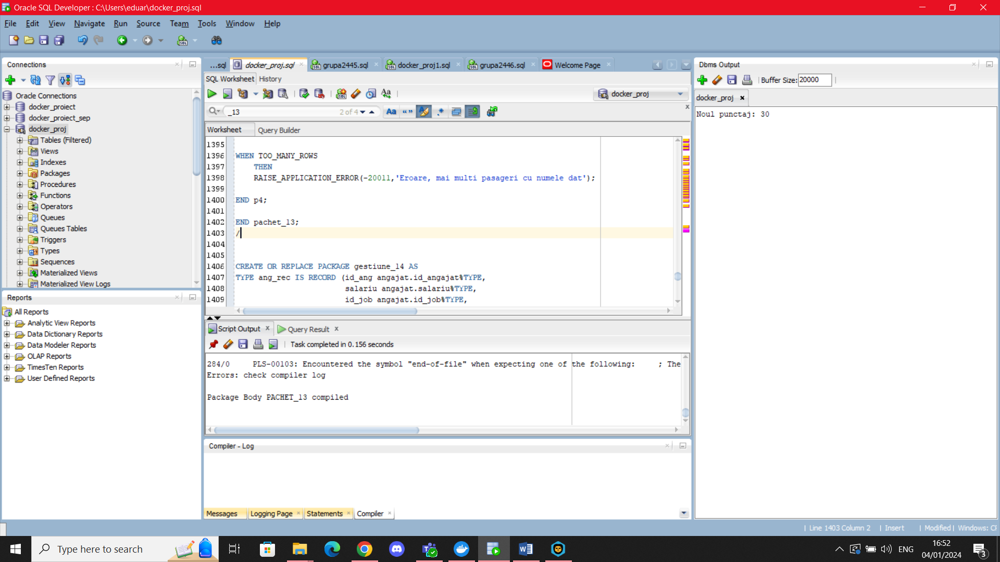 Oracle SQL Developer : C:\Users\eduar\docker_proj.sql
File Edit View Navigate Run Source Team Tools Window Help
Connections
Oracle Connections
docker_proiect
docker_proiect_sep
docker_proj
Tables (Filtered)
Views
Indexes
Packages
Procedures
Functions
Operators
Queues
Queues Tables
Triggers
Types
Sequences
Materialized Views
Materialized View Logs
Reports
All Reports
Analytic View Reports
Data Dictionary Reports
Data Modeler Reports
OLAP Reports
TimesTen Reports
User Defined Reports
...sql docker_proj.sql grupa2445.sql docker_proj1.sql grupa2446.sql Welcome Page
SQL Worksheet History
docker_proj
_13 2 of 4 Aa
Worksheet Query Builder
1395
1396 WHEN TOO_MANY_ROWS
1397 THEN
1398 RAISE_APPLICATION_ERROR(-20011,'Eroare, mai multi pasageri cu numele dat');
1399
1400 END p4;
1401
1402 END pachet_13;
1403 /
1404
1405
1406 CREATE OR REPLACE PACKAGE gestiune_14 AS
1407 TYPE ang_rec IS RECORD (id_ang angajat.id_angajat%TYPE,
1408 salariu angajat.salariu%TYPE,
1409 id_job angajat.id_job%TYPE,
Script Output Query Result
Task completed in 0.156 seconds
284/0 PLS-00103: Encountered the symbol "end-of-file" when expecting one of the following: ; The
Errors: check compiler log
Package Body PACHET_13 compiled
Compiler - Log
Messages Logging Page Statements Compiler
Dbms Output
Buffer Size: 20000
docker_proj
Noul punctaj: 30
Line 1403 Column 2 Insert Modified Windows: CF
Type here to search
ENG
16:52
04/01/2024
3